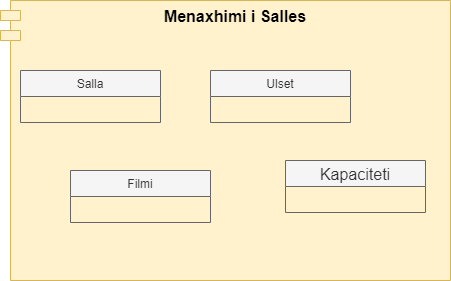 Menaxhimi i Salles
Salla
Ulset
Filmi
Kapaciteti